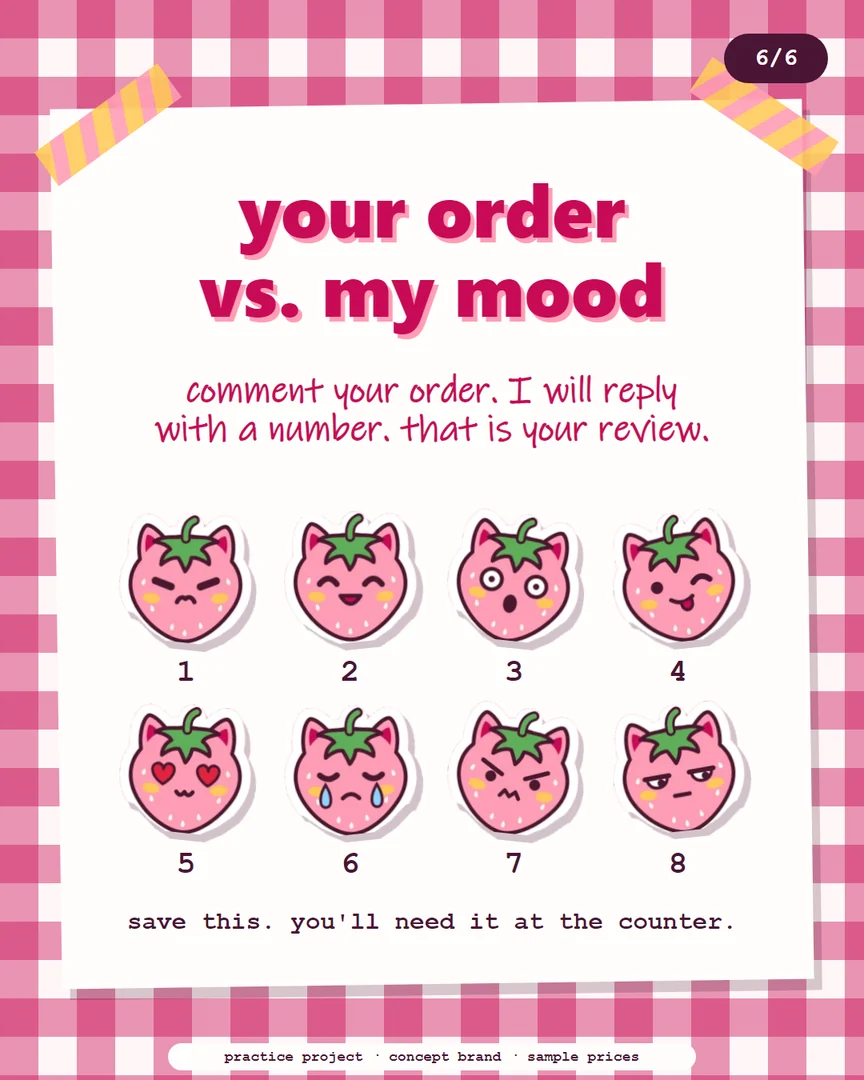 6/6
your order
vs. my mood
comment your order. I will reply
with a number. that is your review.
1 2 3 4
5 6 7 8
save this. you'll need it at the counter.
practice project · concept brand · sample prices